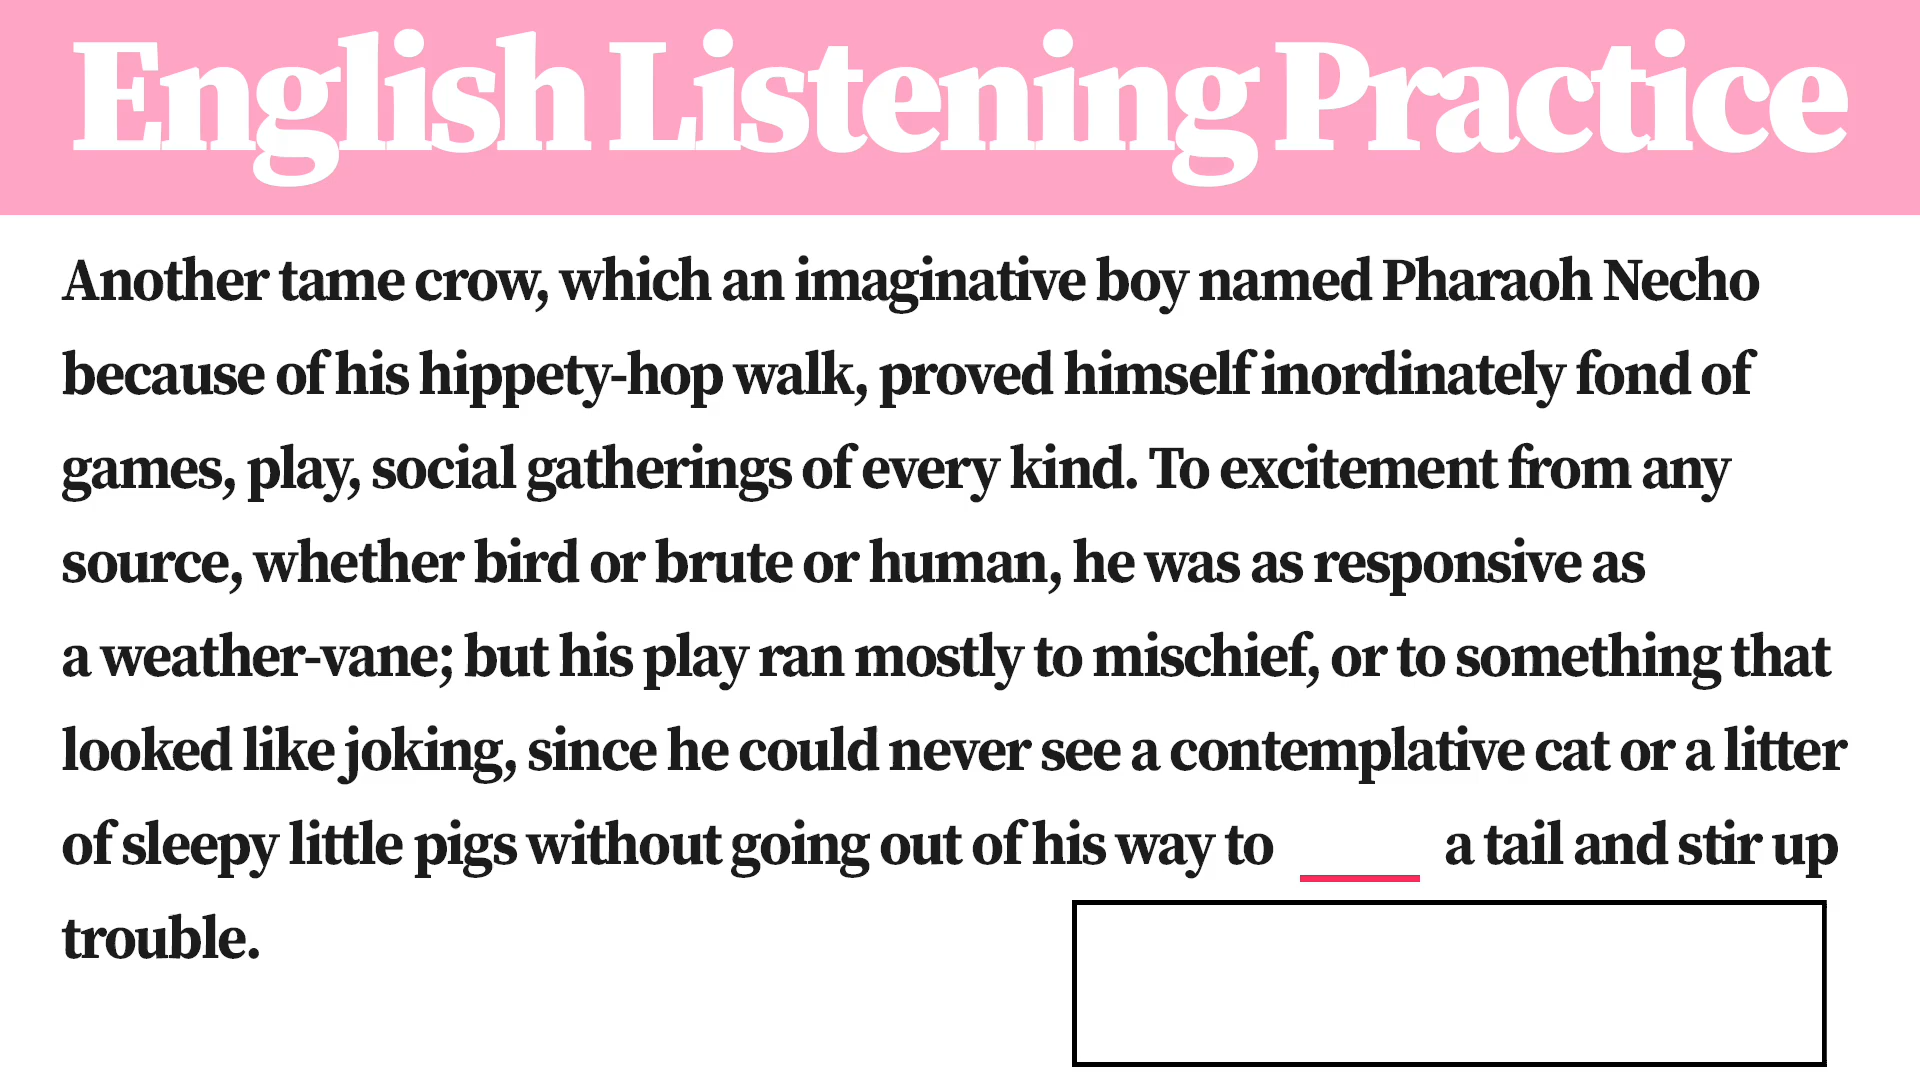 English Listening Practice
Another tame crow, which an imaginative boy named Pharaoh Necho
because of his hippety-hop walk, proved himself inordinately fond of
games, play, social gatherings of every kind. To excitement from any
source, whether bird or brute or human, he was as responsive as
a weather-vane; but his play ran mostly to mischief, or to something that
looked like joking, since he could never see a contemplative cat or a litter
of sleepy little pigs without going out of his way to ____ a tail and stir up
trouble.